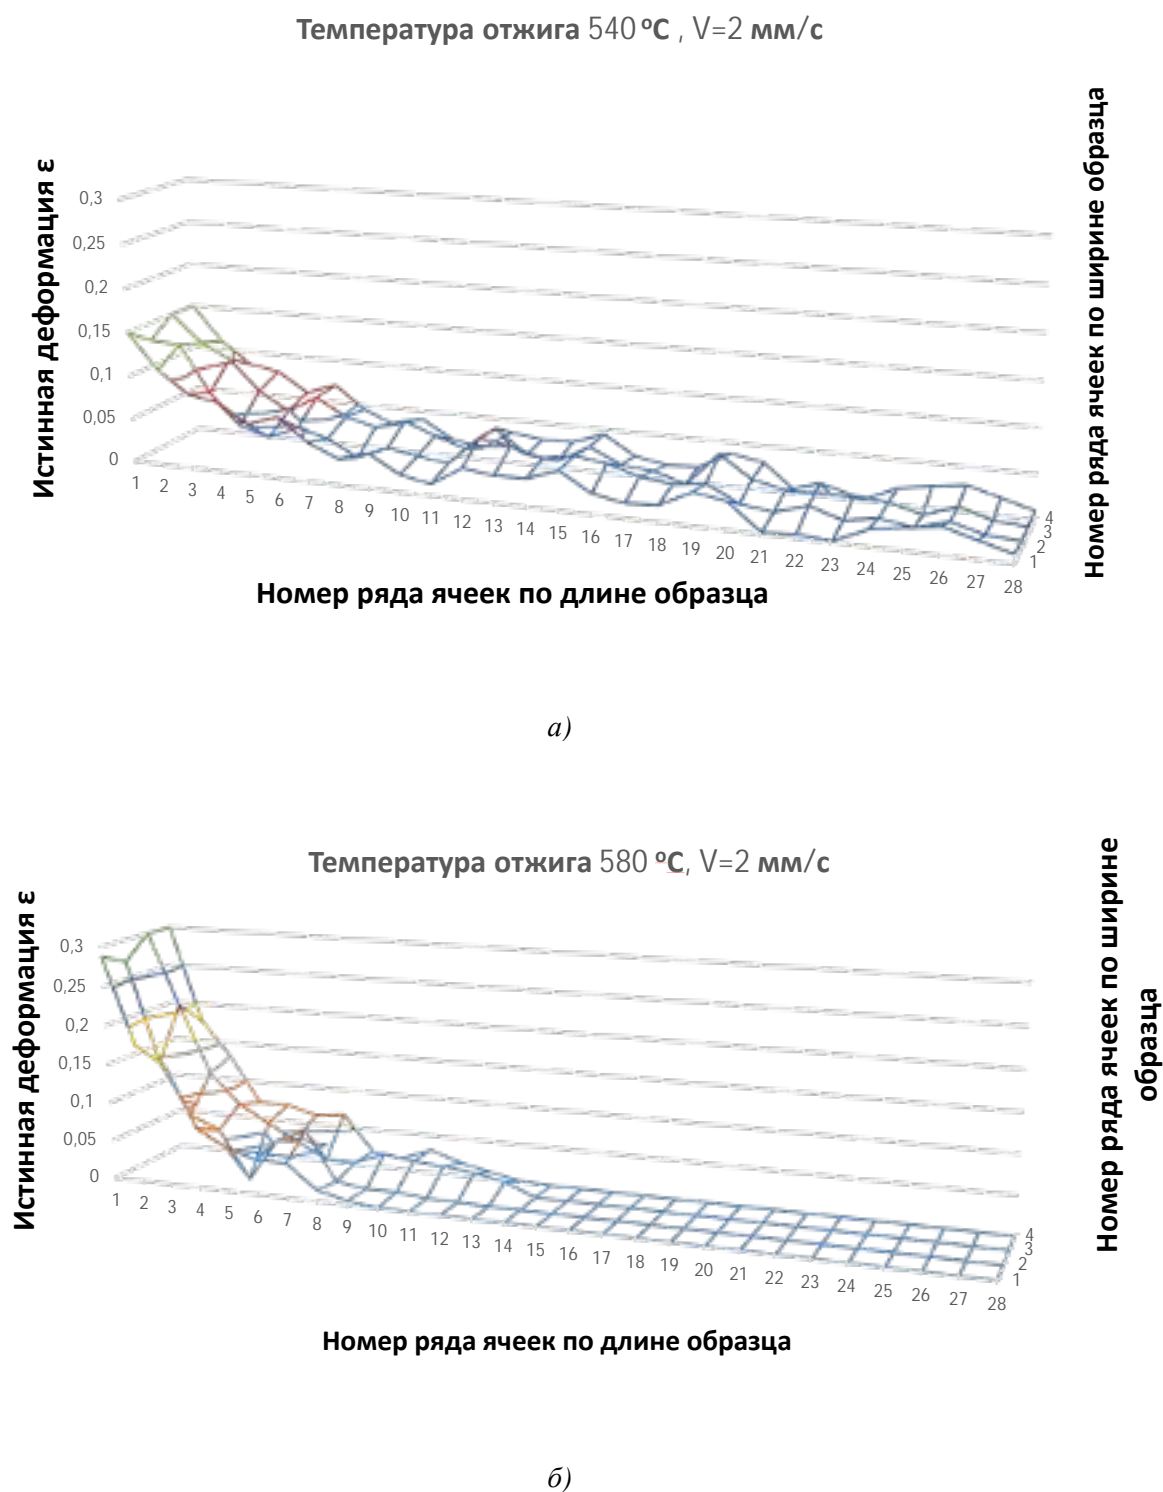 Температура отжига 540 ºС , V=2 мм/с
Истинная деформация ε
0,3
0,25
0,2
0,15
0,1
0,05
0
1 2 3 4 5 6 7 8 9 10 11 12 13 14 15 16 17 18 19 20 21 22 23 24 25 26 27 28
4
3
2
1
Номер ряда ячеек по ширине образца
Номер ряда ячеек по длине образца
а)
Температура отжига 580 ºС, V=2 мм/с
Истинная деформация ε
0,3
0,25
0,2
0,15
0,1
0,05
0
1 2 3 4 5 6 7 8 9 10 11 12 13 14 15 16 17 18 19 20 21 22 23 24 25 26 27 28
4
3
2
1
Номер ряда ячеек по ширине
образца
Номер ряда ячеек по длине образца
б)